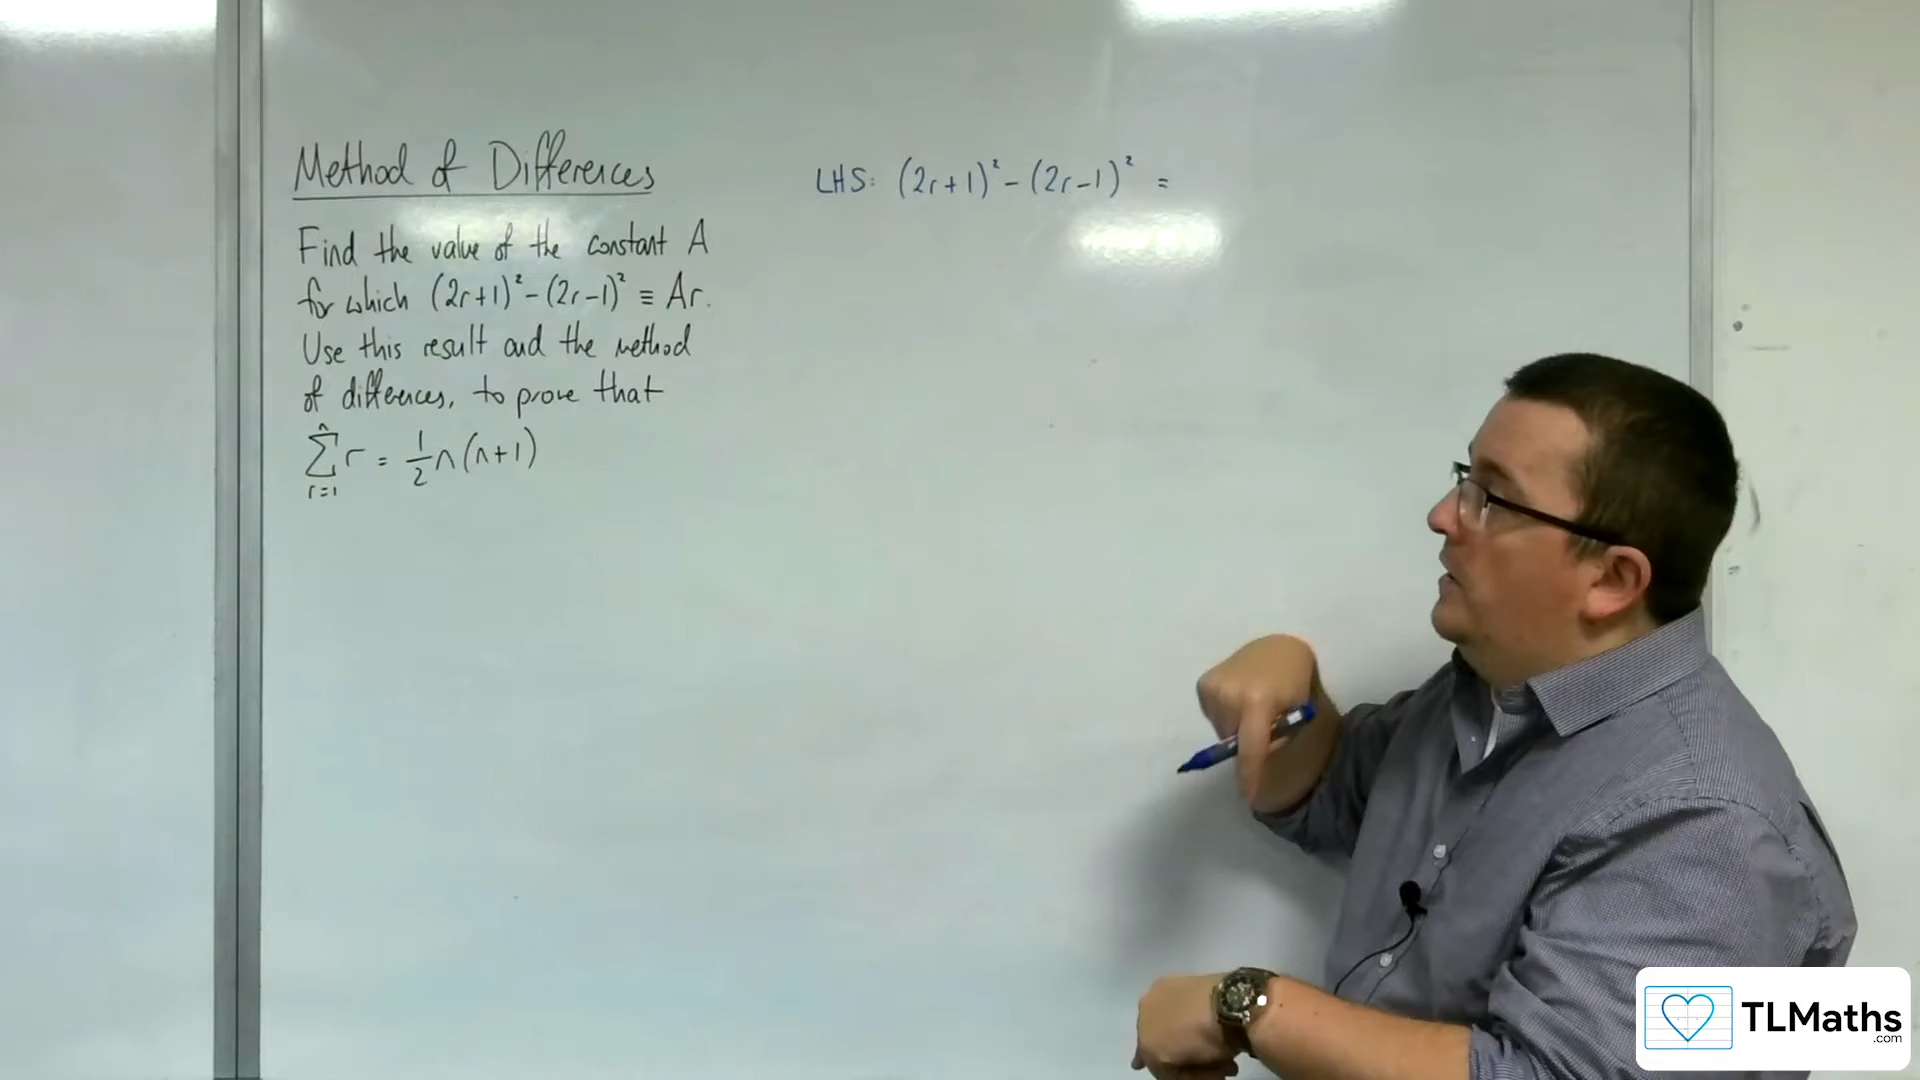 Method of Differences
Find the value of the constant A
for which (2r+1)² - (2r-1)² ≡ Ar.
Use this result and the method
of differences, to prove that
n
∑ r = 1/2 n(n+1)
r=1
LHS: (2r+1)² - (2r-1)² =
TLMaths
.com